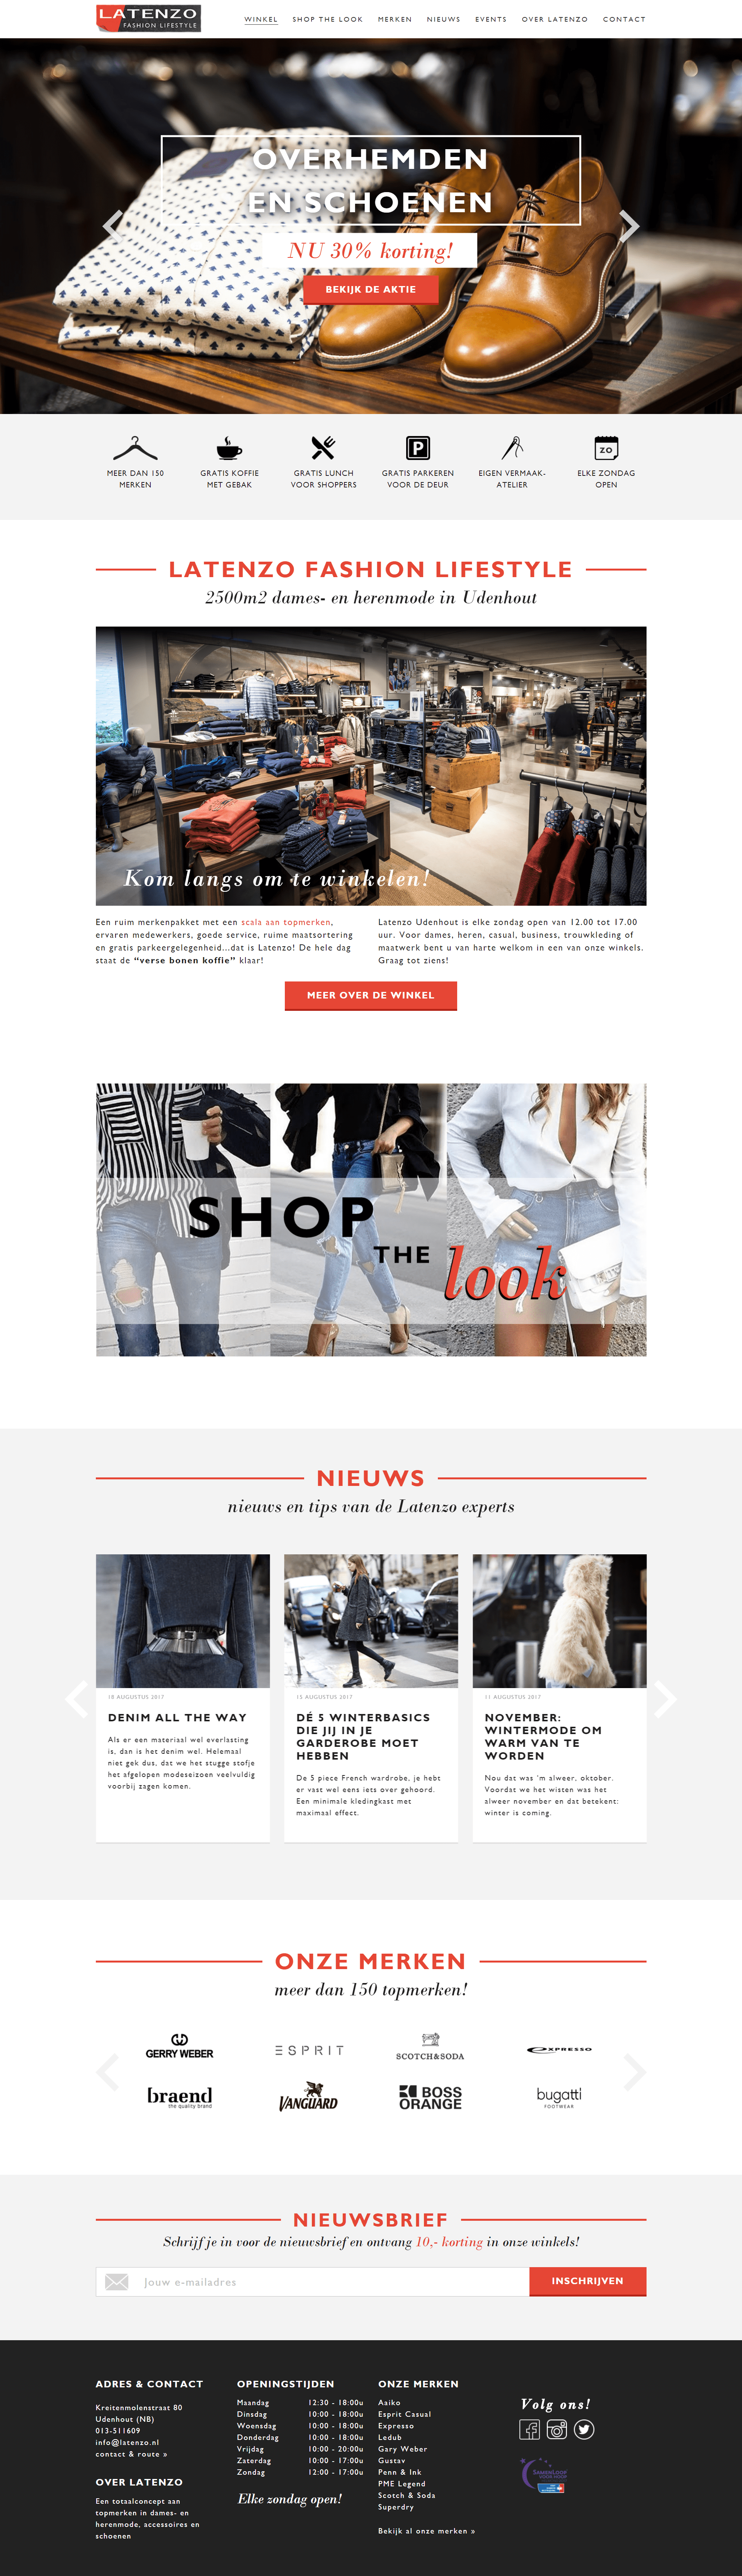 LATENZO
FASHION LIFESTYLE
WINKEL SHOP THE LOOK MERKEN NIEUWS EVENTS OVER LATENZO CONTACT
OVERHEMDEN
EN SCHOENEN
NU 30% korting!
BEKIJK DE AKTIE
MEER DAN 150
MERKEN
GRATIS KOFFIE
MET GEBAK
GRATIS LUNCH
VOOR SHOPPERS
P
GRATIS PARKEREN
VOOR DE DEUR
EIGEN VERMAAK-
ATELIER
ZO
ELKE ZONDAG
OPEN
LATENZO FASHION LIFESTYLE
2500m2 dames- en herenmode in Udenhout
Kom langs om te winkelen!
Een ruim merkenpakket met een scala aan topmerken,
ervaren medewerkers, goede service, ruime maatsortering
en gratis parkeergelegenheid...dat is Latenzo! De hele dag
staat de “verse bonen koffie” klaar!
Latenzo Udenhout is elke zondag open van 12.00 tot 17.00
uur. Voor dames, heren, casual, business, trouwkleding of
maatwerk bent u van harte welkom in een van onze winkels.
Graag tot ziens!
MEER OVER DE WINKEL
SHOP
THE
look
NIEUWS
nieuws en tips van de Latenzo experts
18 AUGUSTUS 2017
DENIM ALL THE WAY
Als er een materiaal wel everlasting
is, dan is het denim wel. Helemaal
niet gek dus, dat we het stugge stofje
het afgelopen modeseizoen veelvuldig
voorbij zagen komen.
15 AUGUSTUS 2017
DÉ 5 WINTERBASICS
DIE JIJ IN JE
GARDEROBE MOET
HEBBEN
De 5 piece French wardrobe, je hebt
er vast wel eens iets over gehoord.
Een minimale kledingkast met
maximaal effect.
11 AUGUSTUS 2017
NOVEMBER:
WINTERMODE OM
WARM VAN TE
WORDEN
Nou dat was 'm alweer, oktober.
Voordat we het wisten was het
alweer november en dat betekent:
winter is coming.
ONZE MERKEN
meer dan 150 topmerken!
GERRY WEBER
ESPRIT
SCOTCH&SODA
EXPRESSO
braend
the quality brand
VANGUARD
BOSS
ORANGE
bugatti
FOOTWEAR
NIEUWSBRIEF
Schrijf je in voor de nieuwsbrief en ontvang 10,- korting in onze winkels!
Jouw e-mailadres
INSCHRIJVEN
ADRES & CONTACT
Kreitenmolenstraat 80
Udenhout (NB)
013-511609
info@latenzo.nl
contact & route »
OVER LATENZO
Een totaalconcept aan
topmerken in dames- en
herenmode, accessoires en
schoenen
OPENINGSTIJDEN
Maandag 12:30 - 18:00u
Dinsdag 10:00 - 18:00u
Woensdag 10:00 - 18:00u
Donderdag 10:00 - 18:00u
Vrijdag 10:00 - 20:00u
Zaterdag 10:00 - 17:00u
Zondag 12:00 - 17:00u
Elke zondag open!
ONZE MERKEN
Aaiko
Esprit Casual
Expresso
Ledub
Gary Weber
Gustav
Penn & Ink
PME Legend
Scotch & Soda
Superdry
Bekijk al onze merken »
Volg ons!
SAMENLOOP
VOOR HOOP